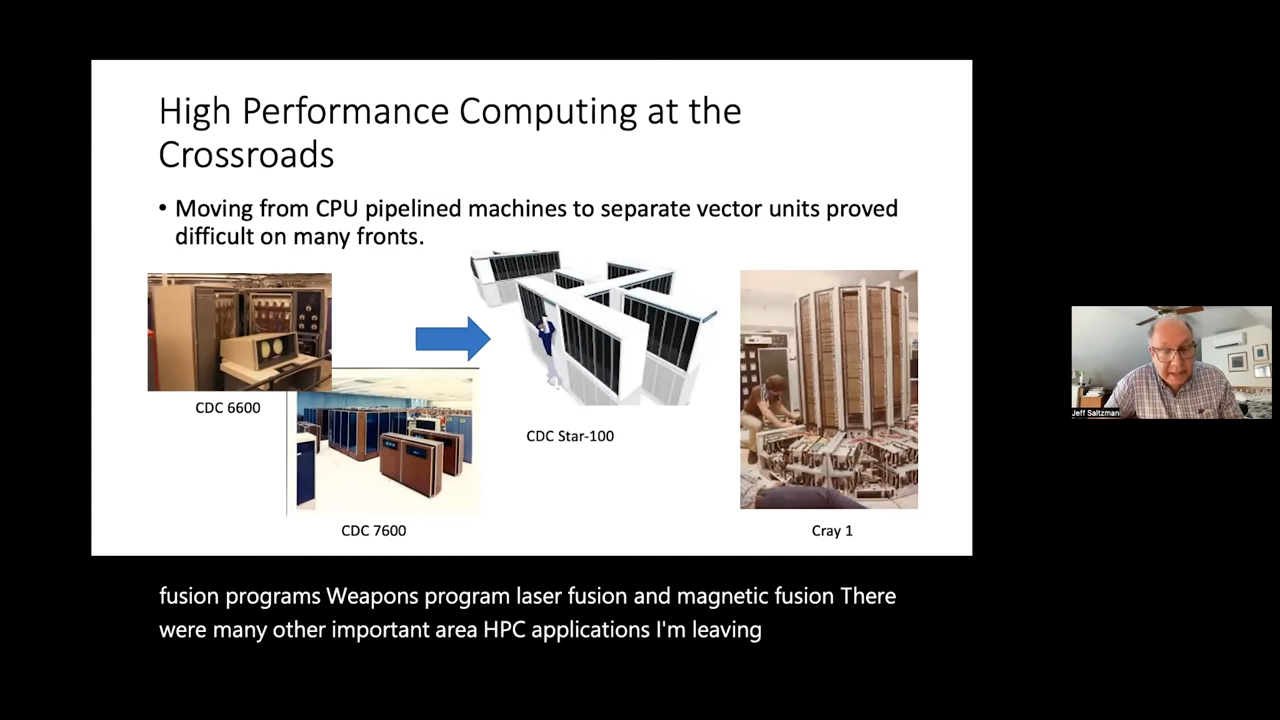 High Performance Computing at the
Crossroads
• Moving from CPU pipelined machines to separate vector units proved
difficult on many fronts.
CDC 6600
CDC Star-100
CDC 7600
Cray 1
Jeff Saltzman
fusion programs Weapons program laser fusion and magnetic fusion There
were many other important area HPC applications I'm leaving